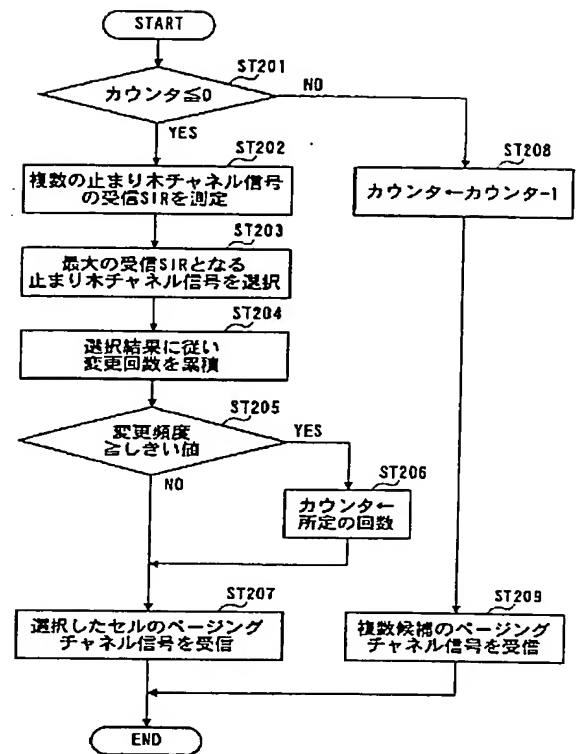 START
ST201
カウンタ≦0
NO
YES
ST202
複数の止まり木チャネル信号
の受信SIRを測定
ST203
最大の受信SIRとなる
止まり木チャネル信号を選択
ST204
選択結果に従い
変更回数を累積
ST205
変更頻度
≧しきい値
YES
NO
ST206
カウンタ←
所定の回数
ST207
選択したセルのページング
チャネル信号を受信
ST208
カウンタ←カウンタ-1
ST209
複数候補のページング
チャネル信号を受信
END